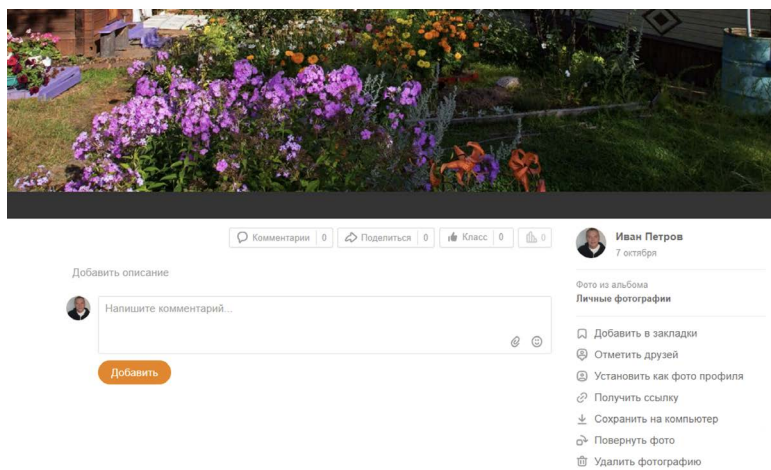 Комментарии 0 Поделиться 0 Класс 0 0
Добавить описание
Напишите комментарий...
Добавить
Иван Петров
7 октября
Фото из альбома
Личные фотографии
Добавить в закладки
Отметить друзей
Установить как фото профиля
Получить ссылку
Сохранить на компьютер
Повернуть фото
Удалить фотографию